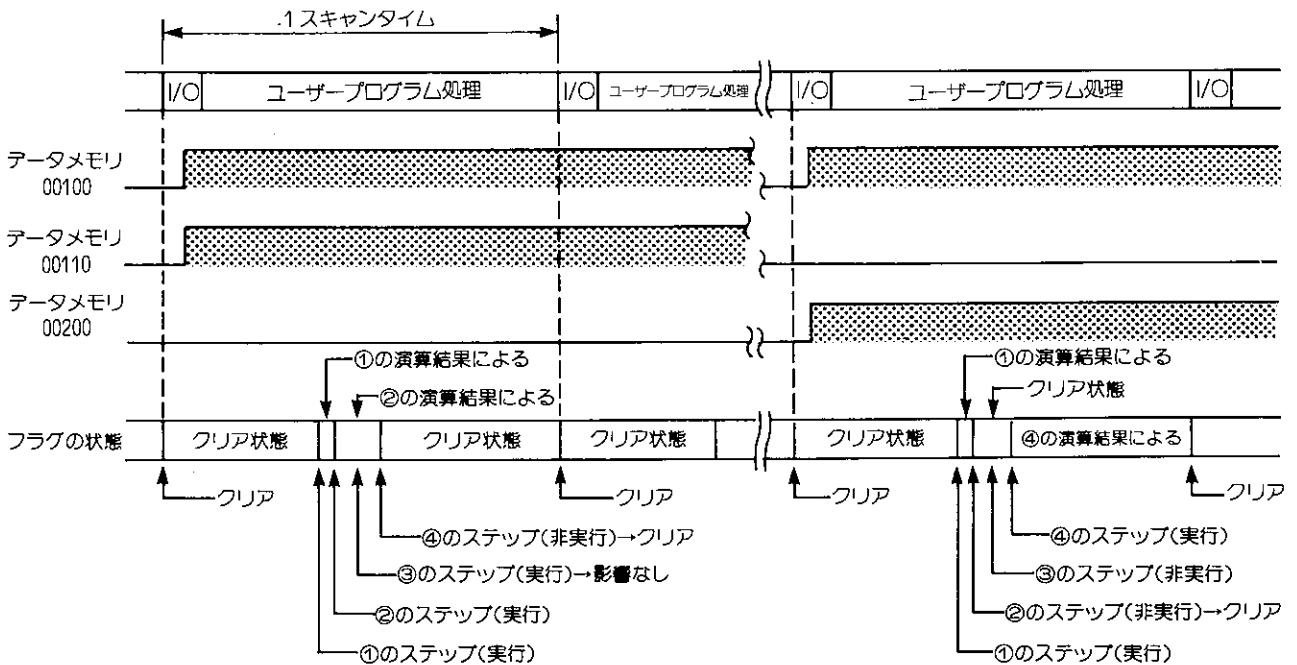 1スキャンタイム
I/O ユーザープログラム処理 I/O ユーザープログラム処理 I/O ユーザープログラム処理 I/O
データメモリ
00100
データメモリ
00110
データメモリ
00200
①の演算結果による ①の演算結果による
②の演算結果による クリア状態
フラグの状態 クリア状態 クリア状態 クリア状態 クリア状態 ④の演算結果による
クリア クリア クリア クリア
④のステップ(非実行)→クリア ④のステップ(実行)
③のステップ(実行)→影響なし ③のステップ(非実行)
②のステップ(実行) ②のステップ(非実行)→クリア
①のステップ(実行) ①のステップ(実行)